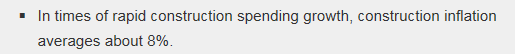 ▪ In times of rapid construction spending growth, construction inflation
averages about 8%.